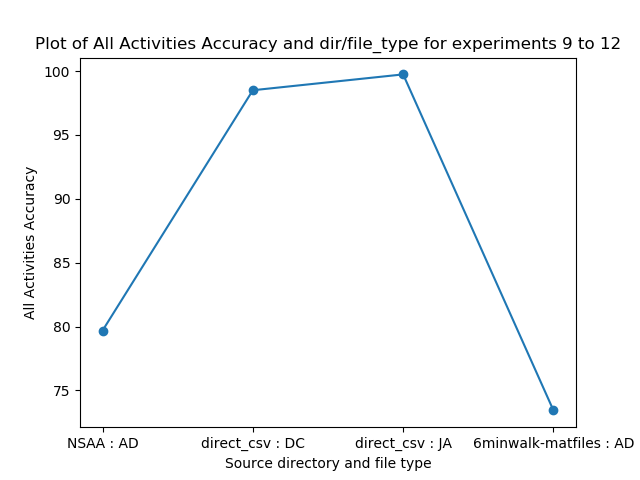 Plot of All Activities Accuracy and dir/file_type for experiments 9 to 12
100
95
90
85
80
75
All Activities Accuracy
NSAA : AD
direct_csv : DC
direct_csv : JA
6minwalk-matfiles : AD
Source directory and file type